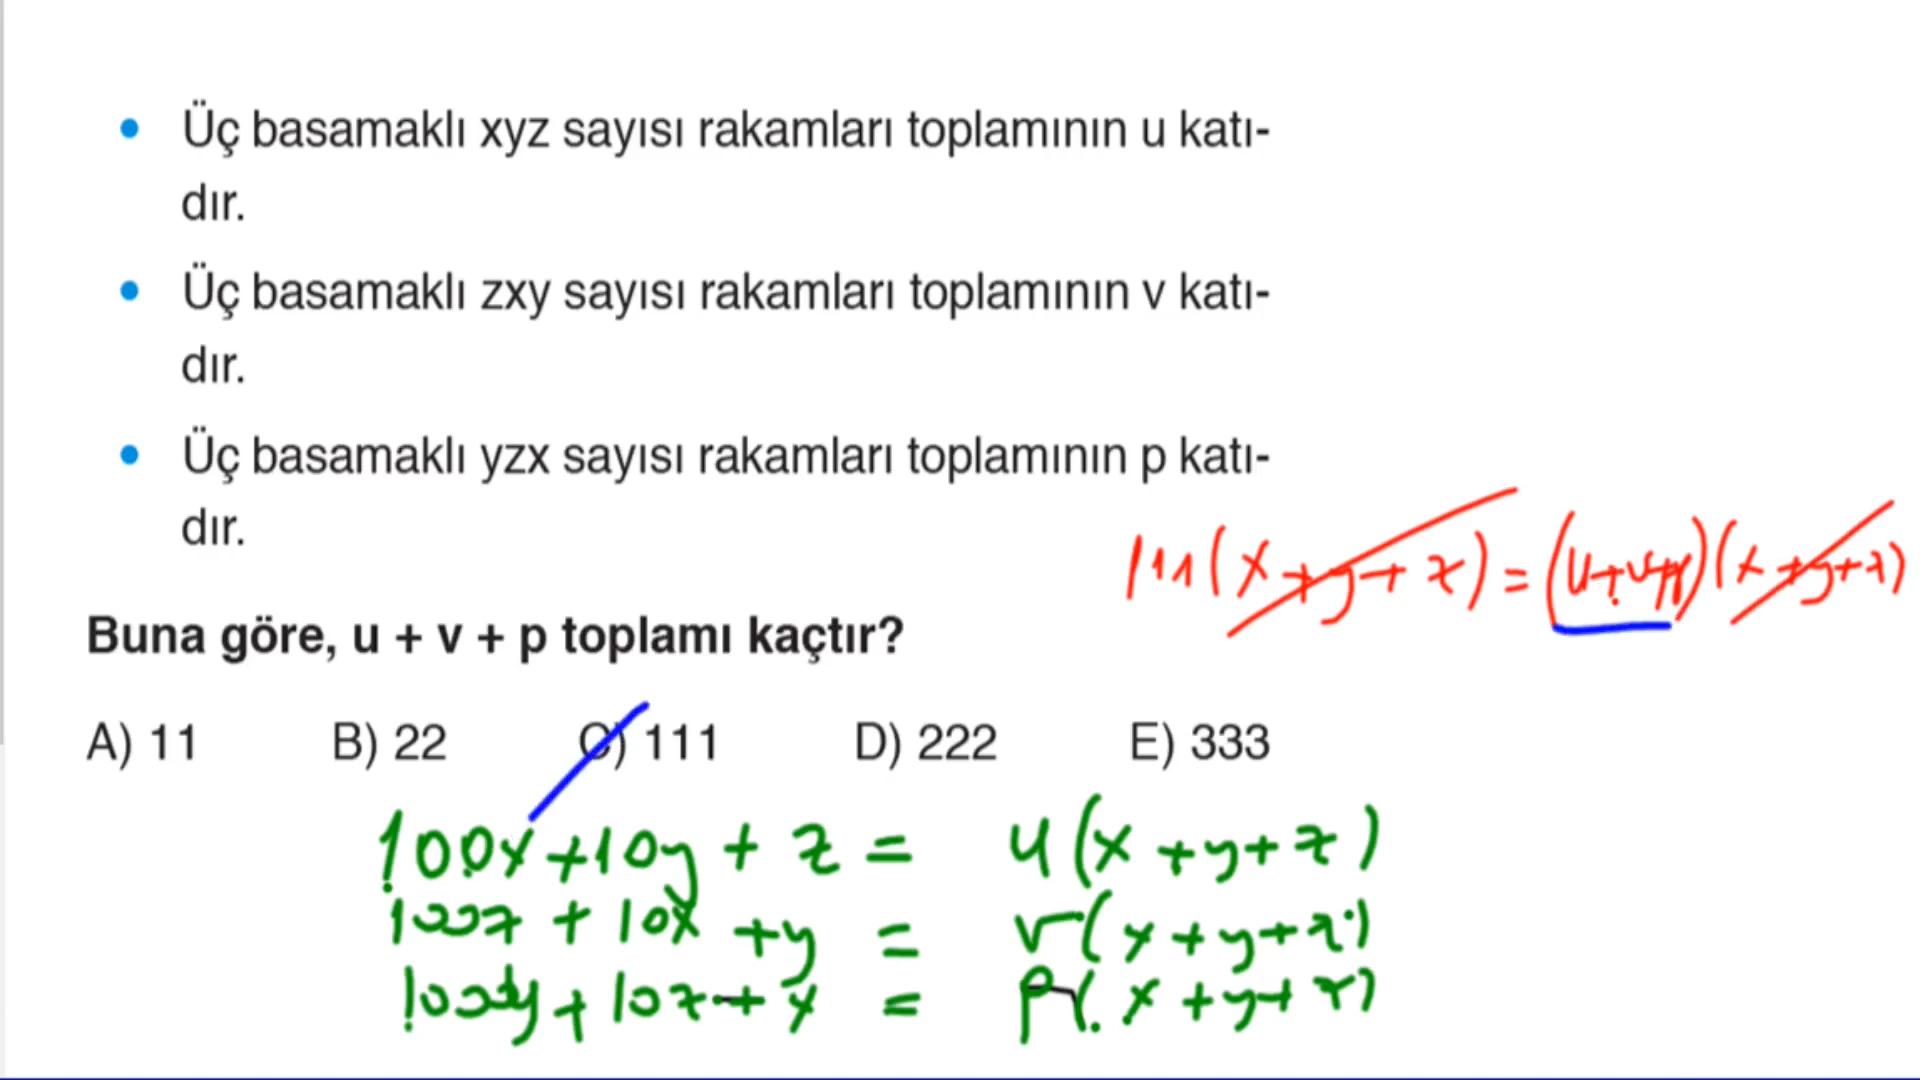 • Üç basamaklı xyz sayısı rakamları toplamının u katı-
dır.
• Üç basamaklı zxy sayısı rakamları toplamının v katı-
dır.
• Üç basamaklı yzx sayısı rakamları toplamının p katı-
dır.
111(x+y+z) = (u+v+p)(x+y+z)
Buna göre, u + v + p toplamı kaçtır?
A) 11 B) 22 C) 111 D) 222 E) 333
100x+10y + z = u(x+y+z)
100z + 10x +y = v(x+y+z)
100y + 10z + x = p(x+y+z)